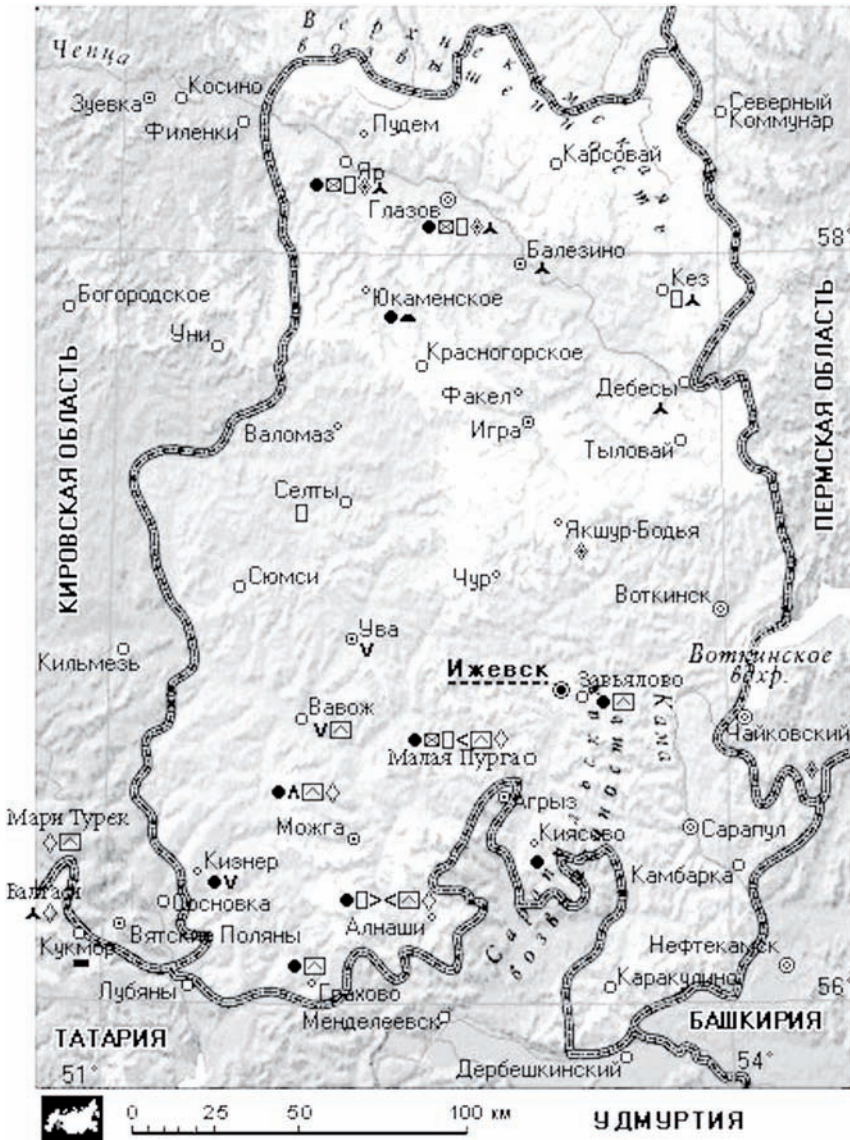 Верхнекамская
возвышенность
Чепца
Косино
Зуевка
Филенки
Пудем
Северный
Коммунар
Карсовай
Яр
Глазов
58°
Балезино
Кез
Богородское
Юкаменское
Уни
Красногорское
Дебесы
Факел
Игра
Валомаз
Тыловай
КИРОВСКАЯ ОБЛАСТЬ
ПЕРМСКАЯ ОБЛАСТЬ
Селты
Якшур-Бодья
Чур
Сюмси
Воткинск
Ува
Кильмезь
Воткинское
вдхр.
Ижевск
Завьялово
Вавож
Кама
Чайковский
Малая Пурга
Агрыз
Мари Турек
Можга
Киясово
Сарапул
Кизнер
Камбарка
Сосновка
Алнаши
Вятские Поляны
Кукмор
Нефтекамск
Сарапульская
возвышенность
Лубяны
Грахово
Каракулино
56°
Менделеевск
ТАТАРИЯ
БАШКИРИЯ
51°
Дербешкинский
54°
0 25 50 100 км
УДМУРТИЯ